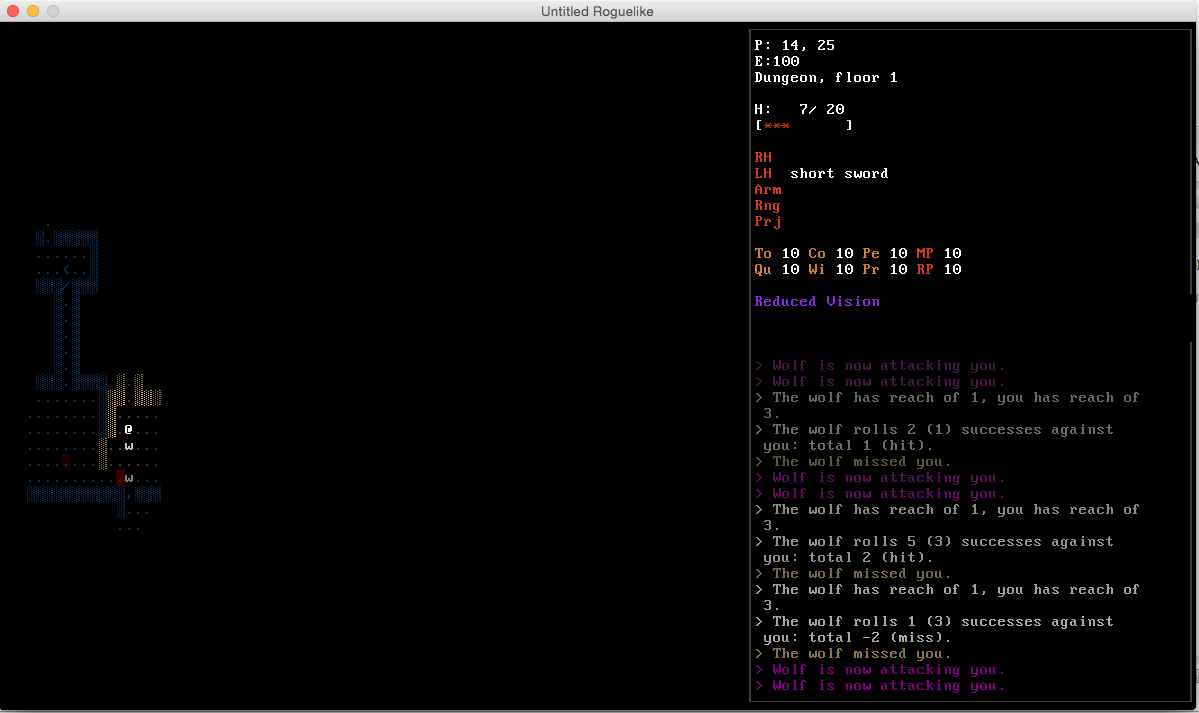 Untitled Roguelike
P: 14, 25
E:100
Dungeon, floor 1
H:   7/ 20
[***      ]
RH
LH  short sword
Arm
Rng
Prj
To 10 Co 10 Pe 10 MP 10
Qu 10 Wi 10 Pr 10 RP 10
Reduced Vision
> Wolf is now attacking you.
> Wolf is now attacking you.
> The wolf has reach of 1, you has reach of
3.
> The wolf rolls 2 (1) successes against
you: total 1 (hit).
> The wolf missed you.
> Wolf is now attacking you.
> Wolf is now attacking you.
> The wolf has reach of 1, you has reach of
3.
> The wolf rolls 5 (3) successes against
you: total 2 (hit).
> The wolf missed you.
> The wolf has reach of 1, you has reach of
3.
> The wolf rolls 1 (3) successes against
you: total -2 (miss).
> The wolf missed you.
> Wolf is now attacking you.
> Wolf is now attacking you.
@
w
w